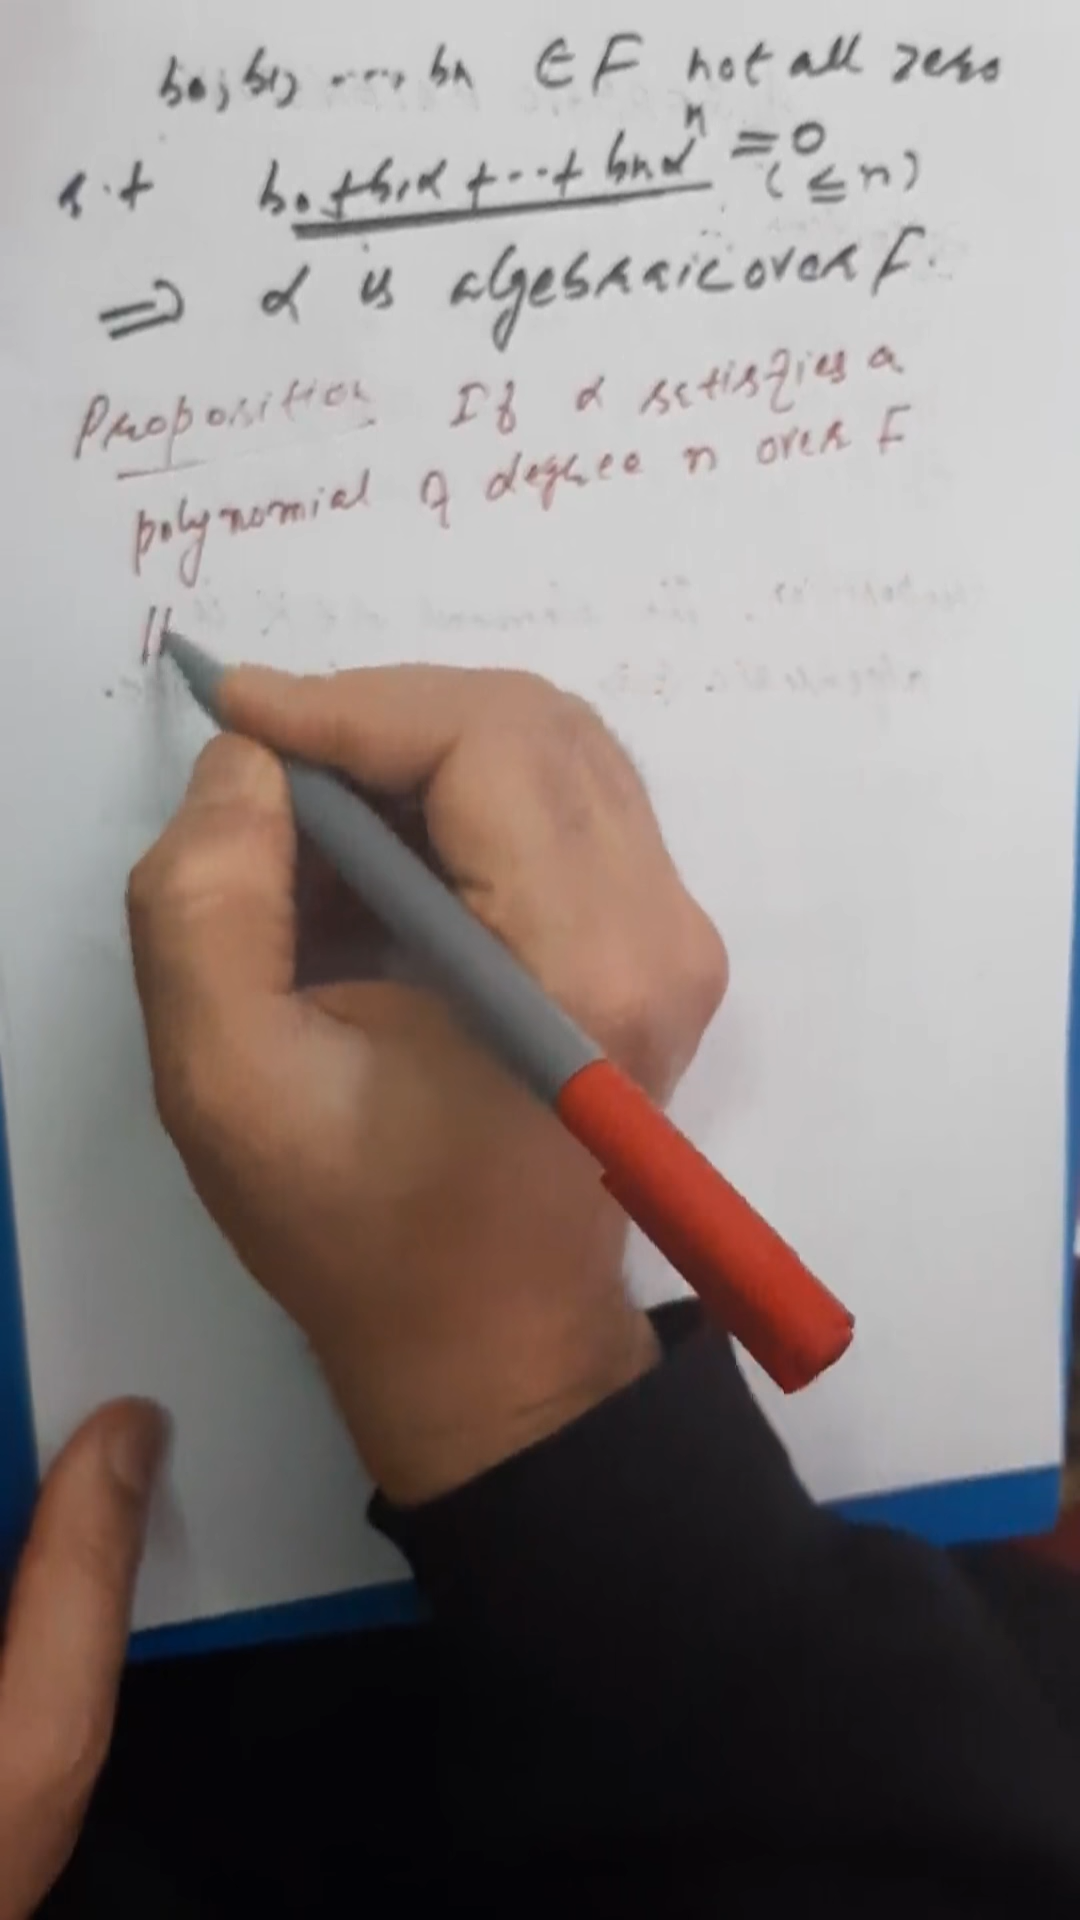 b0, b1, ...., bn ∈ F not all zero
s.t b0+b1α+...+bnα^n = 0
(≤ n)
⇒ α is algebraic over F.
Proposition If α satisfies a
polynomial of degree n over F